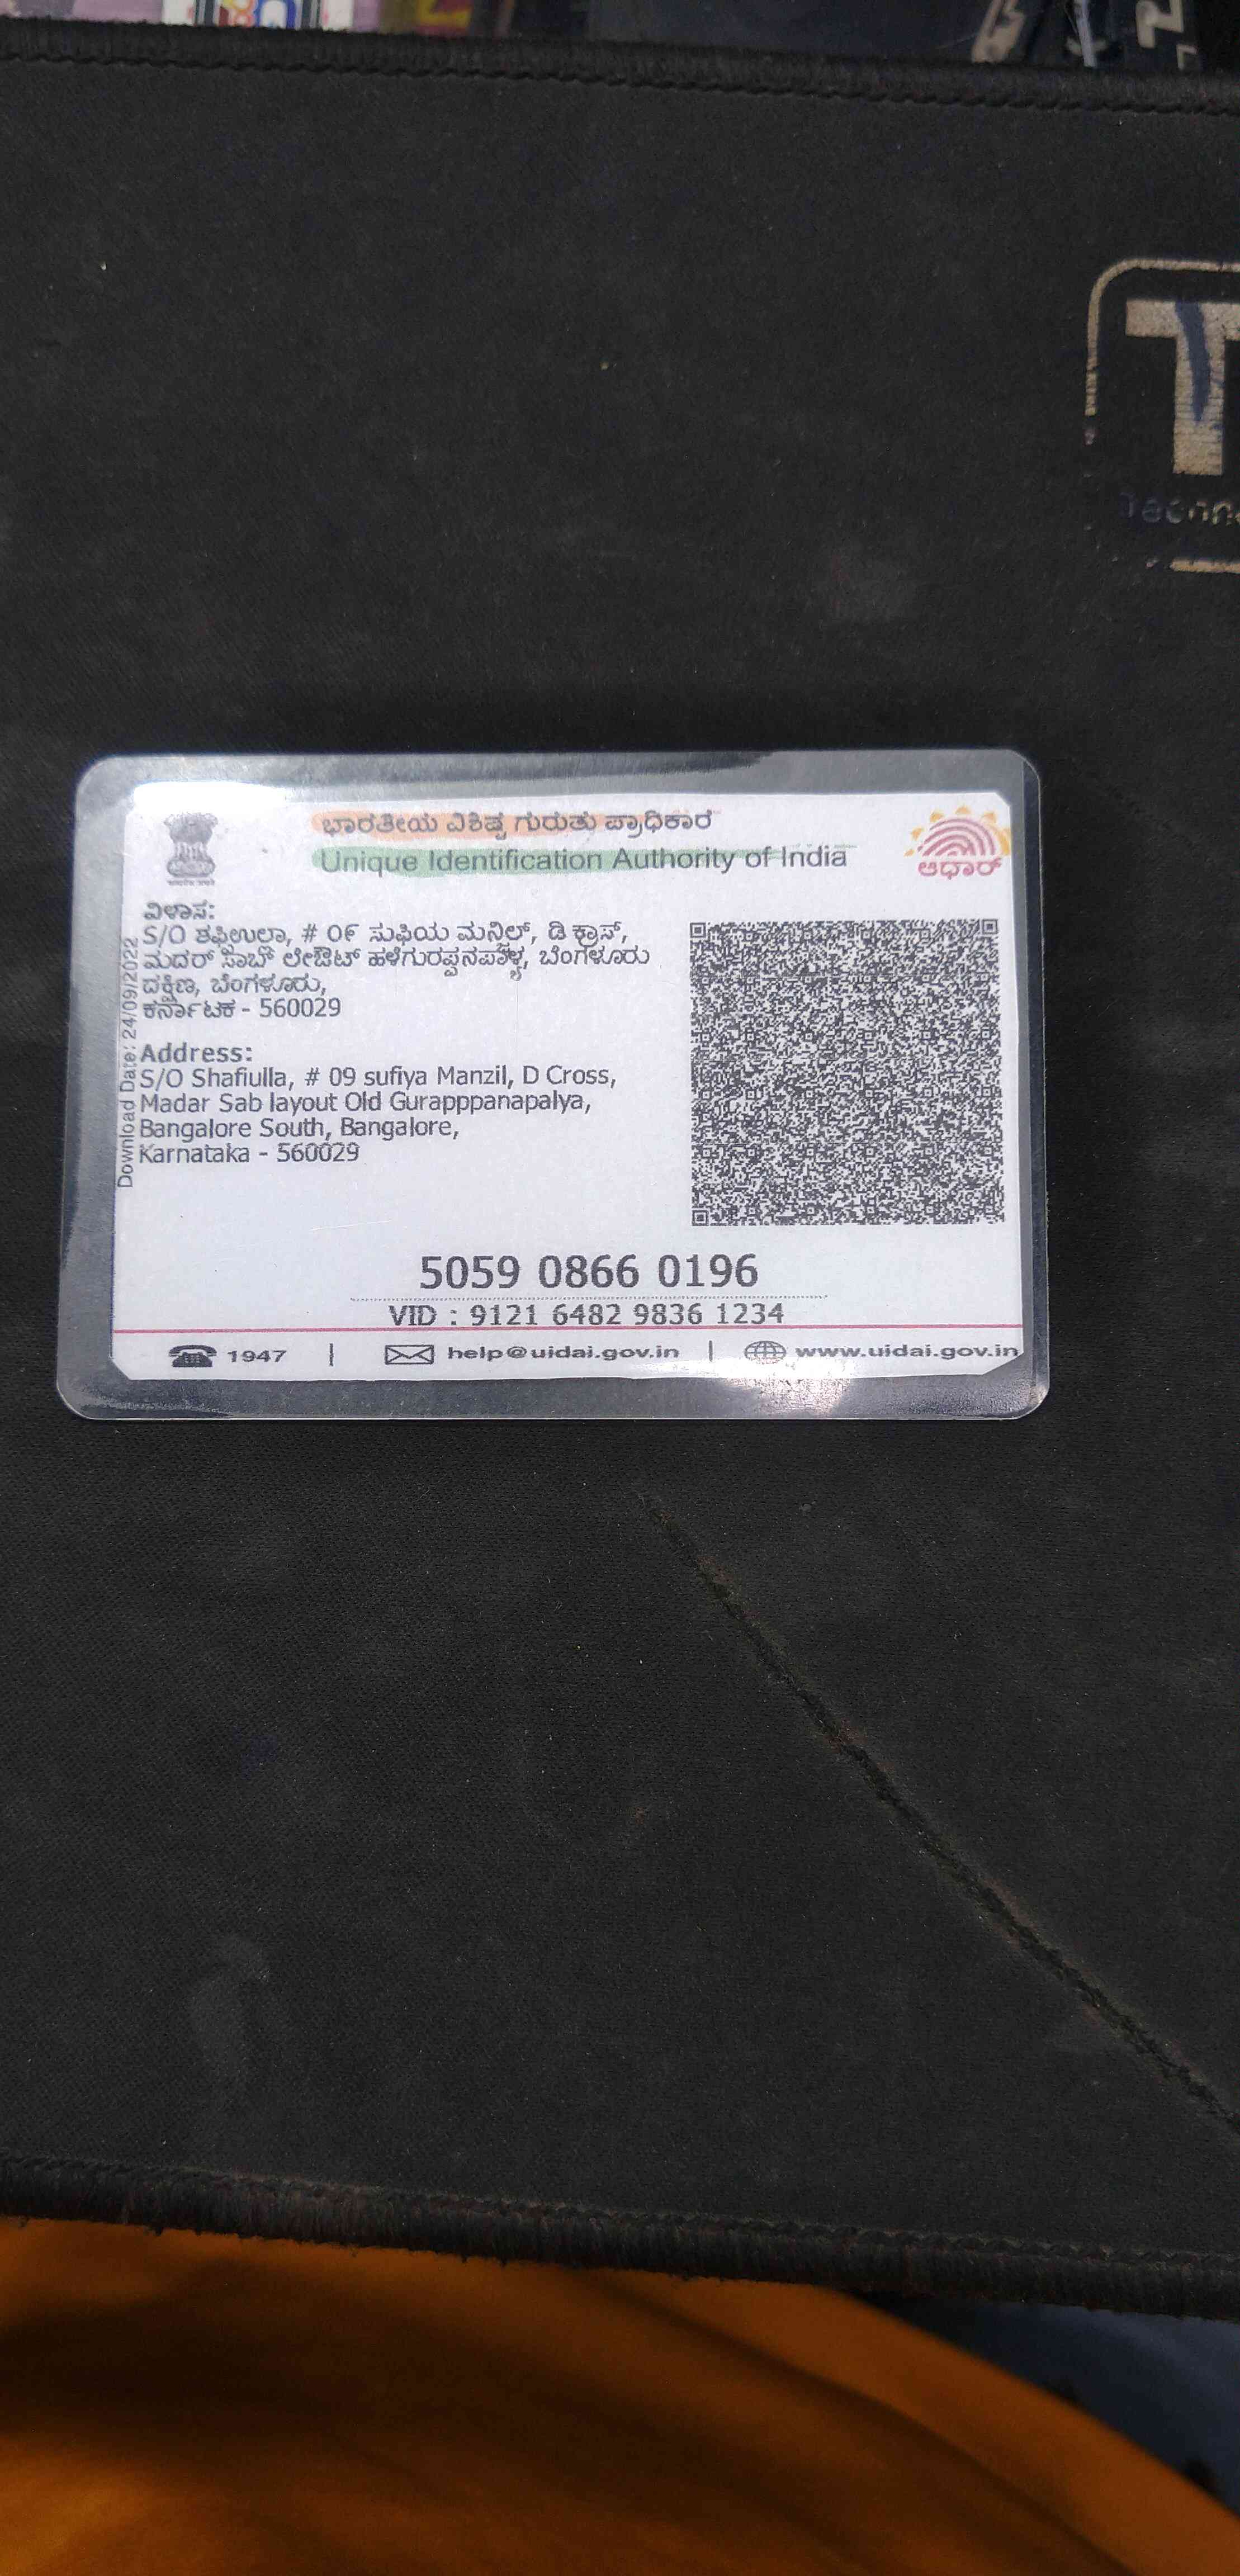 ಭಾರತೀಯ ವಿಶಿಷ್ಟ ಗುರುತು ಪ್ರಾಧಿಕಾರ
Unique Identification Authority of India
ಆಧಾರ್
ವಿಳಾಸ:
S/O ಶಫ್ಟಿಉಲ್ಲಾ, # ೦೯ ಸುಫಿಯ ಮನ್ಜಿಲ್, ಡಿ ಕ್ರಾಸ್,
ಮದರ್ ಸಾಬ್ ಲೇಔಟ್ ಹಳೆಗುರಪ್ಪನಪಾಳ್ಯ, ಬೆಂಗಳೂರು
ದಕ್ಷಿಣ, ಬೆಂಗಳೂರು,
ಕರ್ನಾಟಕ - 560029
Address:
S/O Shafiulla, # 09 sufiya Manzil, D Cross,
Madar Sab layout Old Gurapppanapalya,
Bangalore South, Bangalore,
Karnataka - 560029
Download Date: 24/09/2022
5059 0866 0196
VID : 9121 6482 9836 1234
1947 | help@uidai.gov.in | www.uidai.gov.in